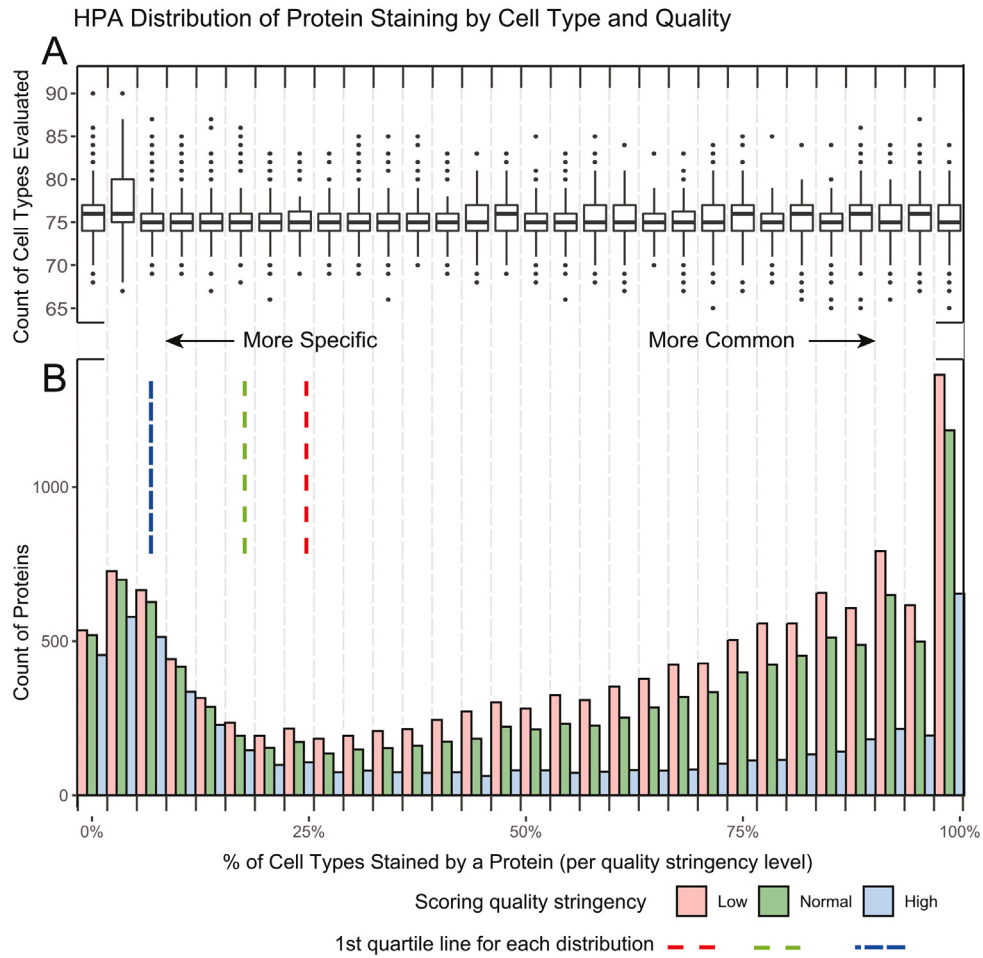 HPA Distribution of Protein Staining by Cell Type and Quality
A
Count of Cell Types Evaluated
90
85
80
75
70
65
More Specific
More Common
B
Count of Proteins
1000
500
0
0%
25%
50%
75%
100%
% of Cell Types Stained by a Protein (per quality stringency level)
Scoring quality stringency
Low
Normal
High
1st quartile line for each distribution